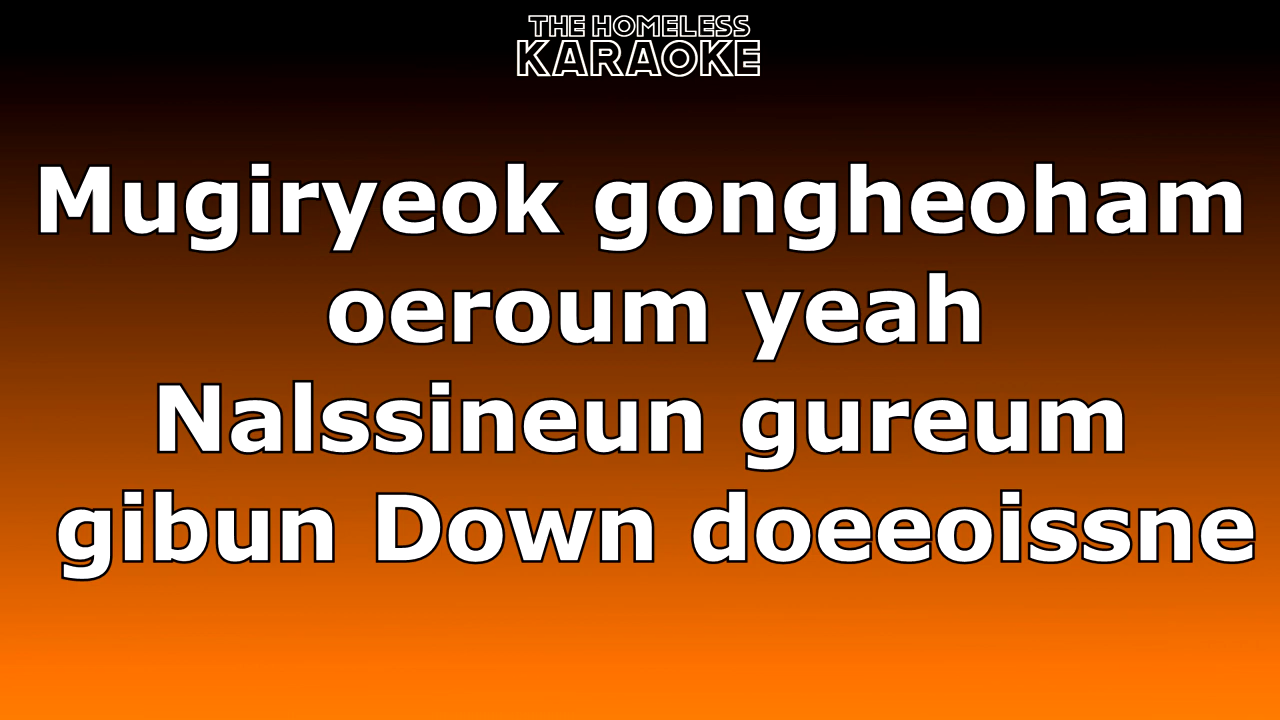 THE HOMELESS
KARAOKE
Mugiryeok gongheoham
oeroum yeah
Nalssineun gureum
gibun Down doeeoissne